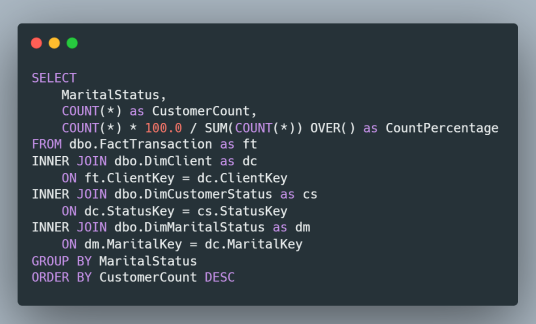 SELECT
    MaritalStatus,
    COUNT(*) as CustomerCount,
    COUNT(*) * 100.0 / SUM(COUNT(*)) OVER() as CountPercentage
FROM dbo.FactTransaction as ft
INNER JOIN dbo.DimClient as dc
    ON ft.ClientKey = dc.ClientKey
INNER JOIN dbo.DimCustomerStatus as cs
    ON dc.StatusKey = cs.StatusKey
INNER JOIN dbo.DimMaritalStatus as dm
    ON dm.MaritalKey = dc.MaritalKey
GROUP BY MaritalStatus
ORDER BY CustomerCount DESC